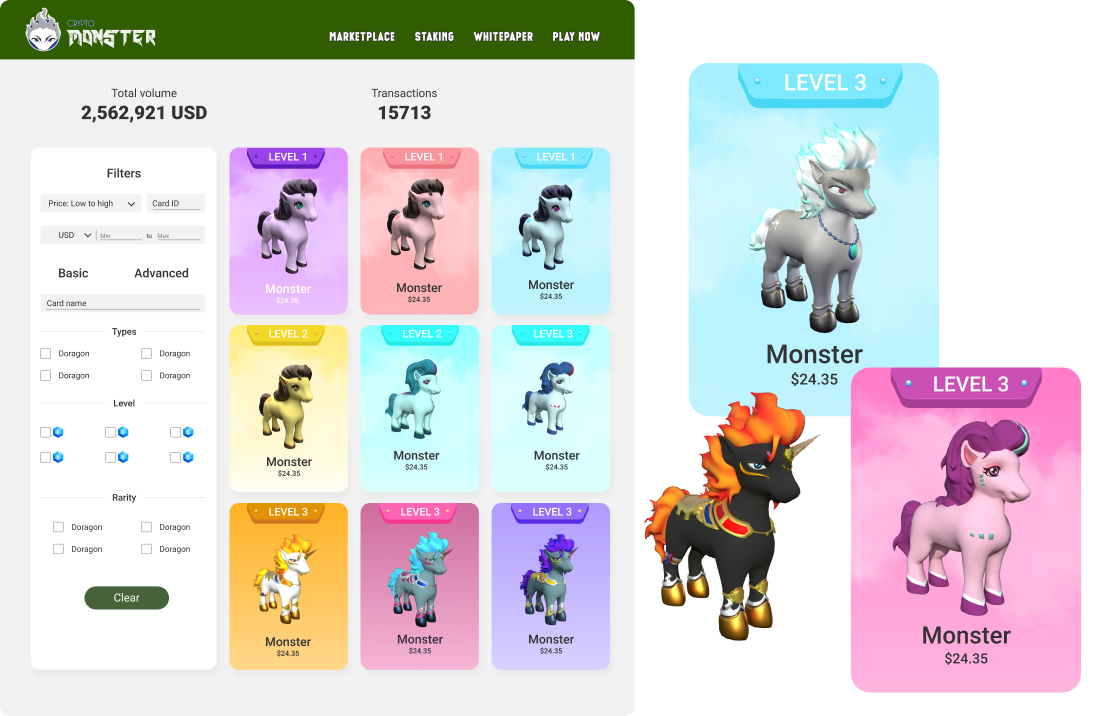 CRYPTO
MONSTER
MARKETPLACE STAKING WHITEPAPER PLAY NOW
Total volume
2,562,921 USD
Transactions
15713
Filters
Price: Low to high
Card ID
USD Min to Max
Basic Advanced
Card name
Types
Doragon Doragon
Doragon Doragon
Level
Rarity
Doragon Doragon
Doragon Doragon
Clear
LEVEL 1
Monster
$24.35
LEVEL 1
Monster
$24.35
LEVEL 1
Monster
$24.35
LEVEL 2
Monster
$24.35
LEVEL 2
Monster
$24.35
LEVEL 3
Monster
$24.35
LEVEL 3
Monster
$24.35
LEVEL 3
Monster
$24.35
LEVEL 3
Monster
$24.35
LEVEL 3
Monster
$24.35
LEVEL 3
Monster
$24.35